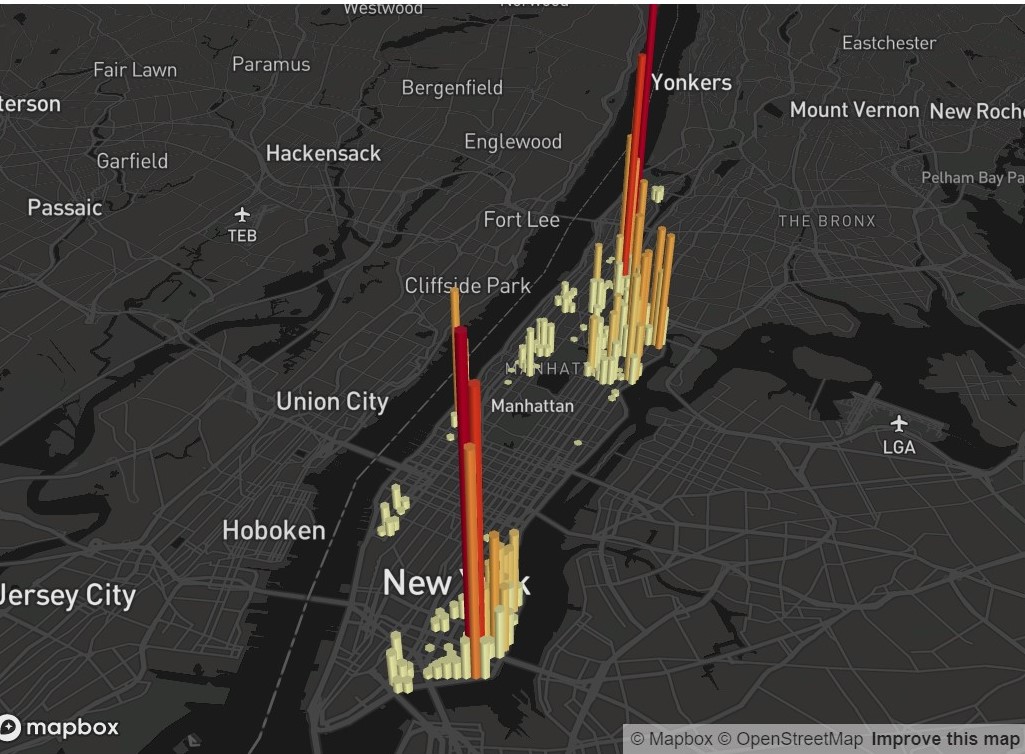 Westwood
Norwood
Eastchester
Fair Lawn
Paramus
Bergenfield
Yonkers
terson
Mount Vernon
New Roche
Englewood
Hackensack
Garfield
Pelham Bay Pa
Passaic
Fort Lee
THE BRONX
TEB
Cliffside Park
MANHATT
Union City
Manhattan
LGA
Hoboken
New York
Jersey City
mapbox
© Mapbox © OpenStreetMap Improve this map